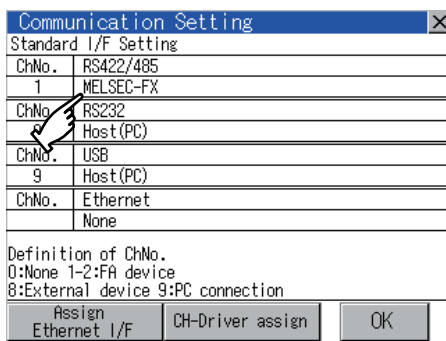 Communication Setting
Standard I/F Setting
ChNo. RS422/485
1 MELSEC-FX
ChNo. RS232
Host(PC)
ChNo. USB
9 Host(PC)
ChNo. Ethernet
None
Definition of ChNo.
0:None 1-2:FA device
8:External device 9:PC connection
Assign
Ethernet I/F
CH-Driver assign
OK